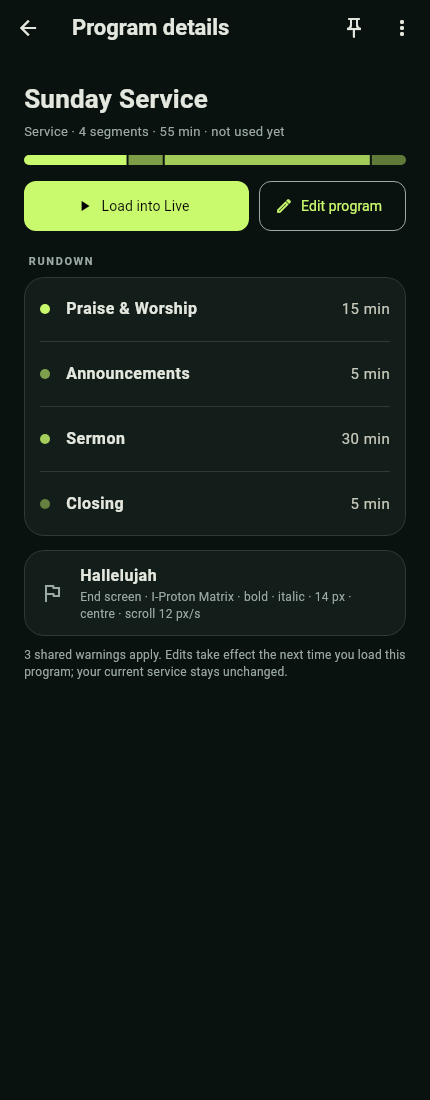 Program details
Sunday Service
Service · 4 segments · 55 min · not used yet
Load into Live
Edit program
RUNDOWN
Praise & Worship 15 min
Announcements 5 min
Sermon 30 min
Closing 5 min
Hallelujah
End screen · I-Proton Matrix · bold · italic · 14 px ·
centre · scroll 12 px/s
3 shared warnings apply. Edits take effect the next time you load this
program; your current service stays unchanged.